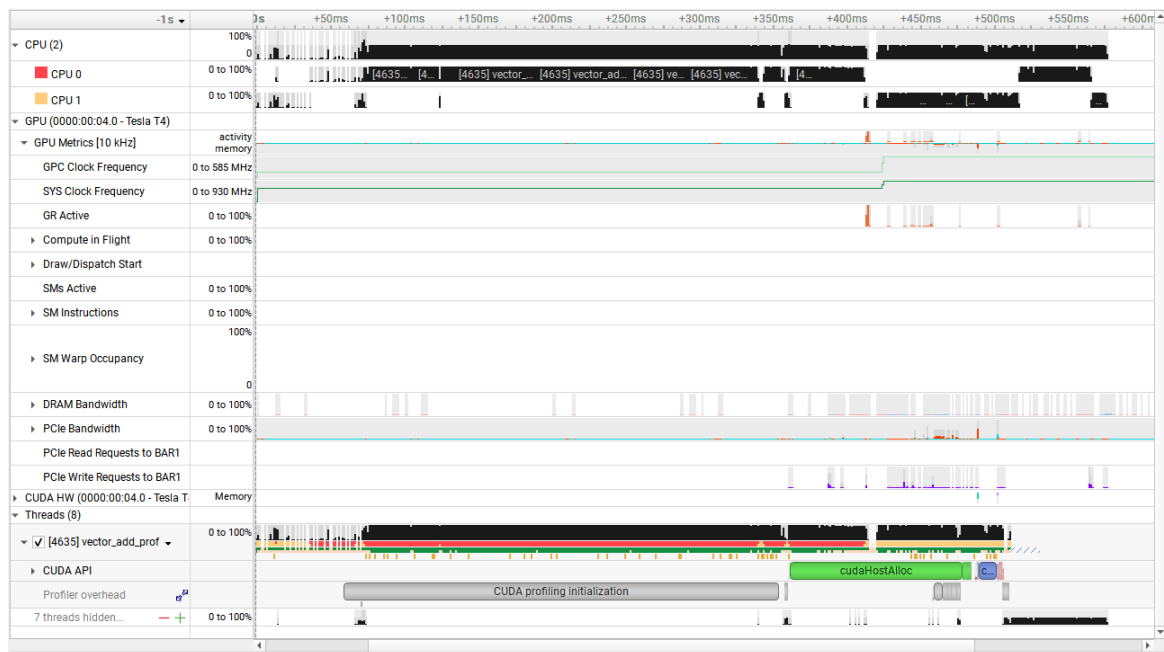 -1s 0s +50ms +100ms +150ms +200ms +250ms +300ms +350ms +400ms +450ms +500ms +550ms +600m
CPU (2) 100%
0
CPU 0 0 to 100% [4635... [4... [4635] vector_... [4635] vector_ad... [4635] ve... [4635] vec... [4...
CPU 1 0 to 100% ... ... [... ...
GPU (0000:00:04.0 - Tesla T4)
GPU Metrics [10 kHz] activity
memory
GPC Clock Frequency 0 to 585 MHz
SYS Clock Frequency 0 to 930 MHz
GR Active 0 to 100%
Compute in Flight 0 to 100%
Draw/Dispatch Start 0 to 100%
SMs Active 0 to 100%
SM Instructions 0 to 100%
100%
SM Warp Occupancy
0
DRAM Bandwidth 0 to 100%
PCIe Bandwidth 0 to 100%
PCIe Read Requests to BAR1
PCIe Write Requests to BAR1
CUDA HW (0000:00:04.0 - Tesla T Memory
Threads (8)
[4635] vector_add_prof 0 to 100%
CUDA API cudaHostAlloc c...
Profiler overhead CUDA profiling initialization
7 threads hidden... 0 to 100%